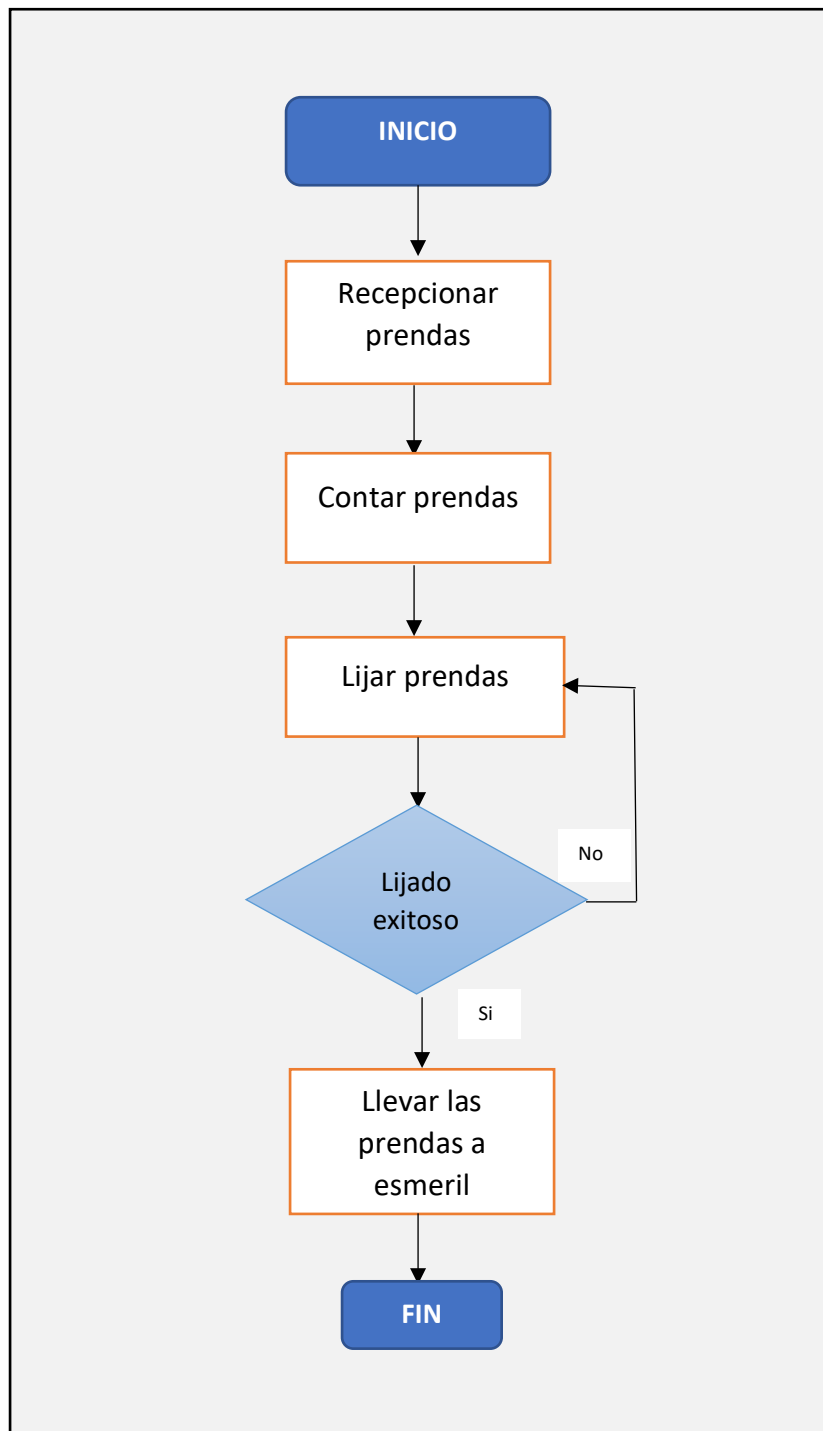 INICIO
Recepcionar
prendas
Contar prendas
Lijar prendas
No
Lijado
exitoso
Si
Llevar las
prendas a
esmeril
FIN